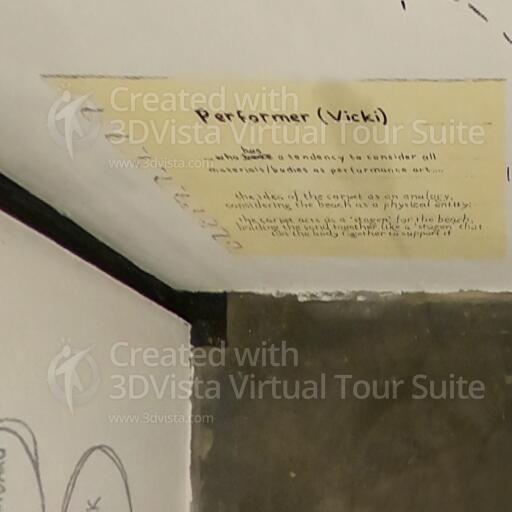 Created with
3DVista Virtual Tour Suite
www.3dvista.com
Performer (Vicki)
has
who a tendency to consider all
materials/bodies as performance art....
the idea of the carpet as an analogy,
considering the beach as a physical entity:
the carpet acts as a 'stagen' for the beach,
holding the sand together like a 'stagen' that
ties the body together to support it
Created with
3DVista Virtual Tour Suite
www.3dvista.com